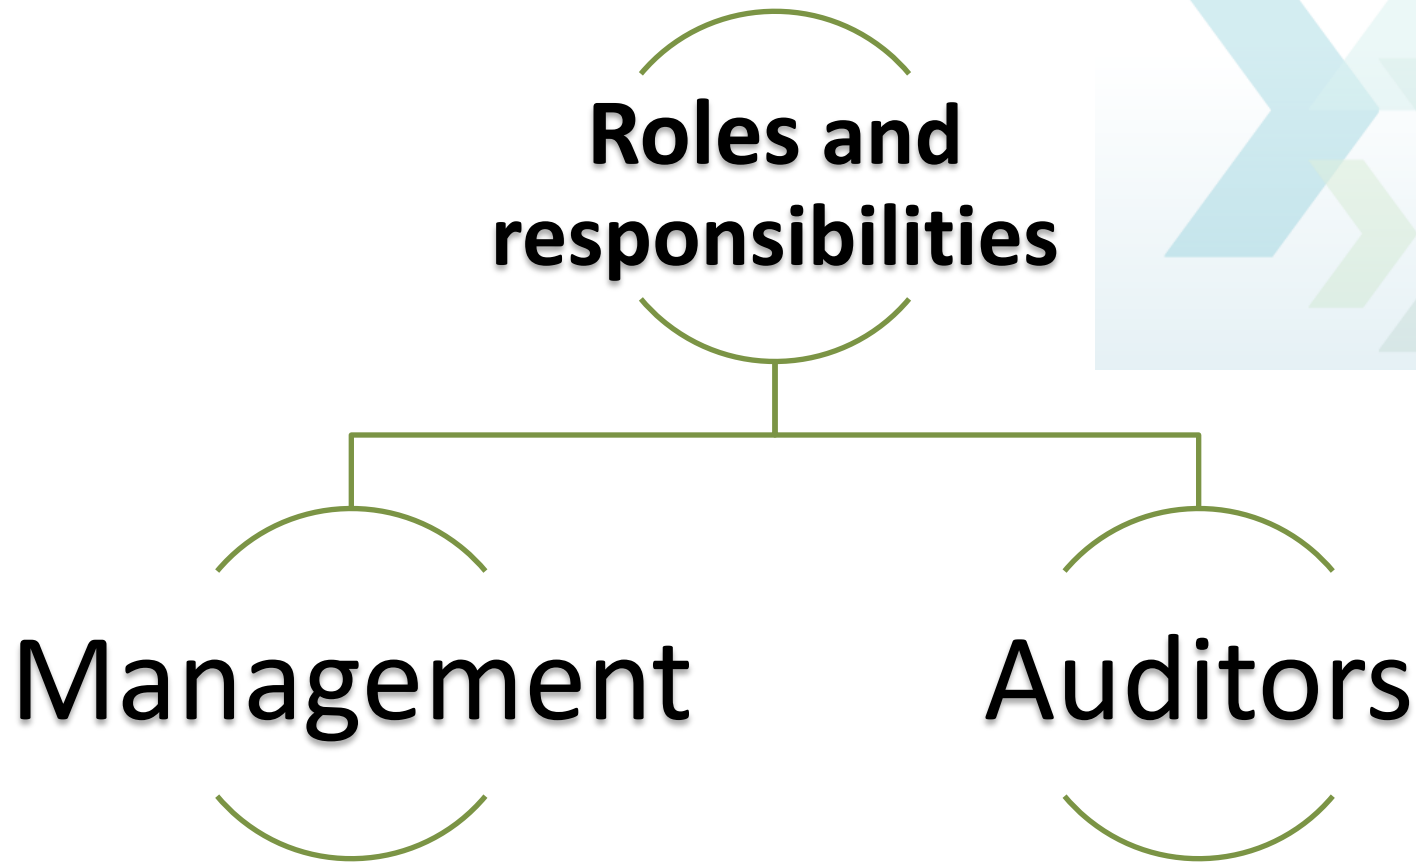 Roles and
responsibilities
Management
Auditors